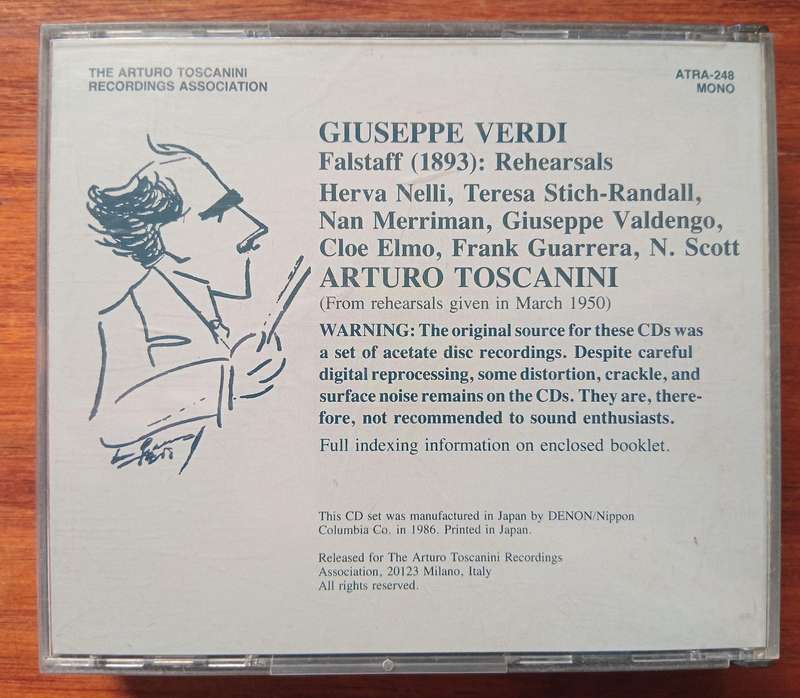 THE ARTURO TOSCANINI
RECORDINGS ASSOCIATION
ATRA-248
MONO
GIUSEPPE VERDI
Falstaff (1893): Rehearsals
Herva Nelli, Teresa Stich-Randall,
Nan Merriman, Giuseppe Valdengo,
Cloe Elmo, Frank Guarrera, N. Scott
ARTURO TOSCANINI
(From rehearsals given in March 1950)
WARNING: The original source for these CDs was
a set of acetate disc recordings. Despite careful
digital reprocessing, some distortion, crackle, and
surface noise remains on the CDs. They are, there-
fore, not recommended to sound enthusiasts.
Full indexing information on enclosed booklet.
This CD set was manufactured in Japan by DENON/Nippon
Columbia Co. in 1986. Printed in Japan.
Released for The Arturo Toscanini Recordings
Association, 20123 Milano, Italy
All rights reserved.